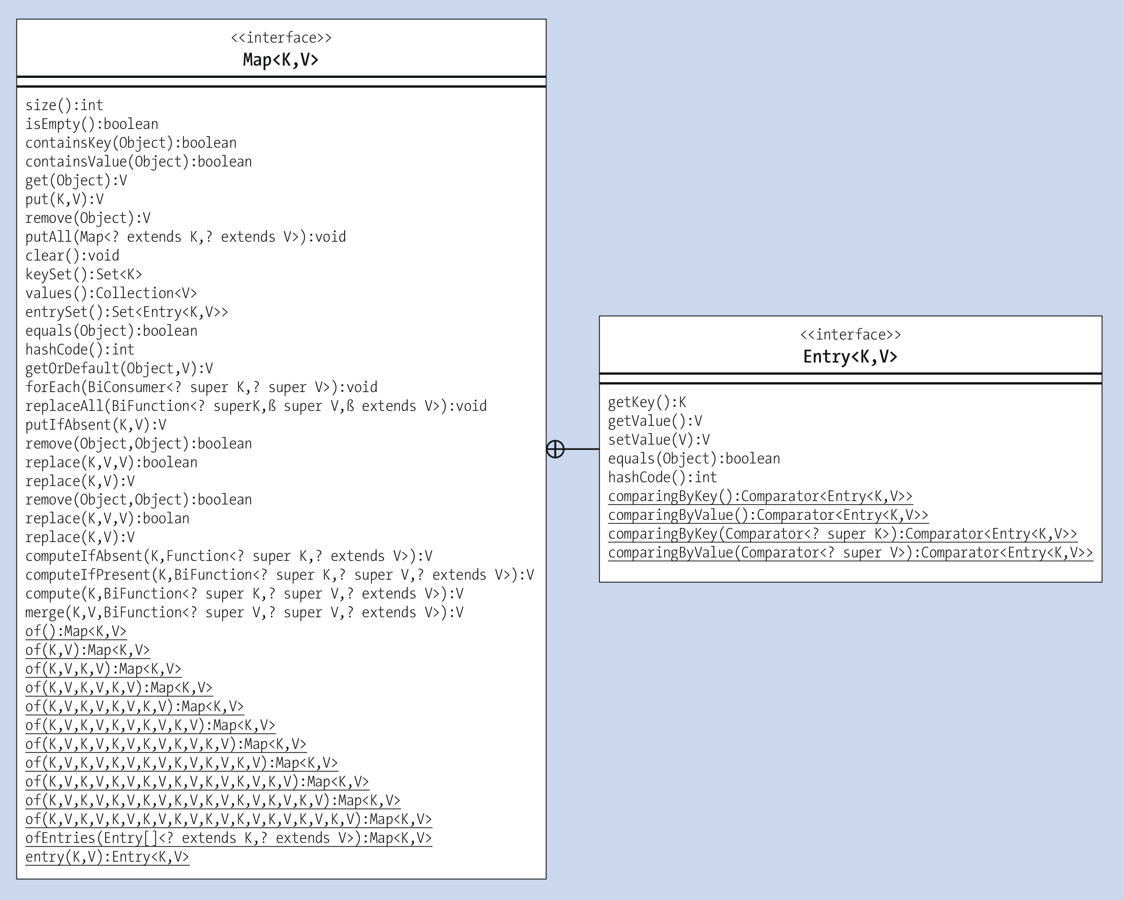 <<interface>>
Map<K,V>
size():int
isEmpty():boolean
containsKey(Object):boolean
containsValue(Object):boolean
get(Object):V
put(K,V):V
remove(Object):V
putAll(Map<? extends K,? extends V>):void
clear():void
keySet():Set<K>
values():Collection<V>
entrySet():Set<Entry<K,V>>
equals(Object):boolean
hashCode():int
getOrDefault(Object,V):V
forEach(BiConsumer<? super K,? super V>):void
replaceAll(BiFunction<? superK,ß super V,ß extends V>):void
putIfAbsent(K,V):V
remove(Object,Object):boolean
replace(K,V,V):boolean
replace(K,V):V
remove(Object,Object):boolean
replace(K,V,V):boolan
replace(K,V):V
computeIfAbsent(K,Function<? super K,? extends V>):V
computeIfPresent(K,BiFunction<? super K,? super V,? extends V>):V
compute(K,BiFunction<? super K,? super V,? extends V>):V
merge(K,V,BiFunction<? super V,? super V,? extends V>):V
of():Map<K,V>
of(K,V):Map<K,V>
of(K,V,K,V):Map<K,V>
of(K,V,K,V,K,V):Map<K,V>
of(K,V,K,V,K,V,K,V):Map<K,V>
of(K,V,K,V,K,V,K,V,K,V):Map<K,V>
of(K,V,K,V,K,V,K,V,K,V,K,V):Map<K,V>
of(K,V,K,V,K,V,K,V,K,V,K,V,K,V):Map<K,V>
of(K,V,K,V,K,V,K,V,K,V,K,V,K,V,K,V):Map<K,V>
of(K,V,K,V,K,V,K,V,K,V,K,V,K,V,K,V,K,V):Map<K,V>
of(K,V,K,V,K,V,K,V,K,V,K,V,K,V,K,V,K,V,K,V):Map<K,V>
ofEntries(Entry[]<? extends K,? extends V>):Map<K,V>
entry(K,V):Entry<K,V>
<<interface>>
Entry<K,V>
getKey():K
getValue():V
setValue(V):V
equals(Object):boolean
hashCode():int
comparingByKey():Comparator<Entry<K,V>>
comparingByValue():Comparator<Entry<K,V>>
comparingByKey(Comparator<? super K>):Comparator<Entry<K,V>>
comparingByValue(Comparator<? super V>):Comparator<Entry<K,V>>